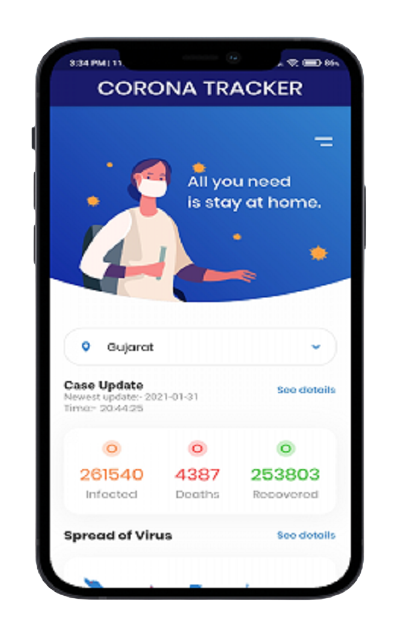 3:34 PM | 11
86
CORONA TRACKER
All you need
is stay at home.
Gujarat
Case Update
See details
Newest update:- 2021-01-31
Time:- 20:44:25
261540 4387 253803
Infected Deaths Recovered
Spread of Virus See details